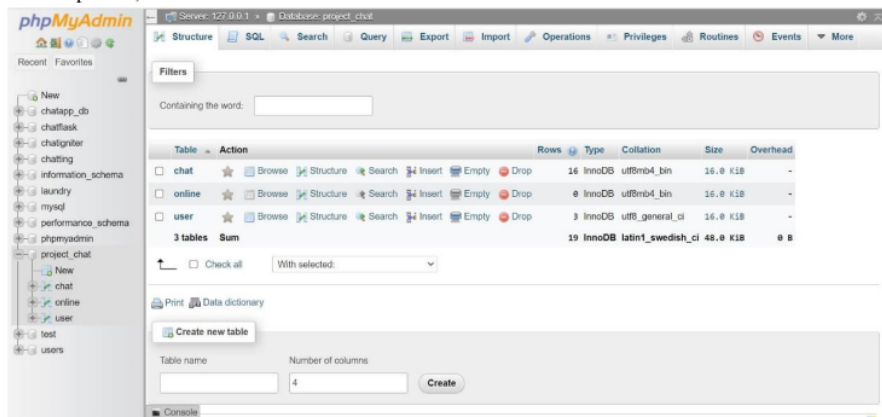 phpMyAdmin
Recent Favorites
New
chatapp_db
chatflask
chatigniter
chatting
information_schema
laundry
mysql
performance_schema
phpmyadmin
project_chat
New
chat
online
user
test
users
Server: 127.0.0.1 » Database: project_chat
Structure SQL Search Query Export Import Operations Privileges Routines Events More
Filters
Containing the word:
Table Action Rows Type Collation Size Overhead
chat Browse Structure Search Insert Empty Drop 16 InnoDB utf8mb4_bin 16.0 KiB -
online Browse Structure Search Insert Empty Drop 0 InnoDB utf8mb4_bin 16.0 KiB -
user Browse Structure Search Insert Empty Drop 3 InnoDB utf8_general_ci 16.0 KiB -
3 tables Sum 19 InnoDB latin1_swedish_ci 48.0 KiB 0 B
Check all With selected:
Print Data dictionary
Create new table
Table name Number of columns
4 Create
Console